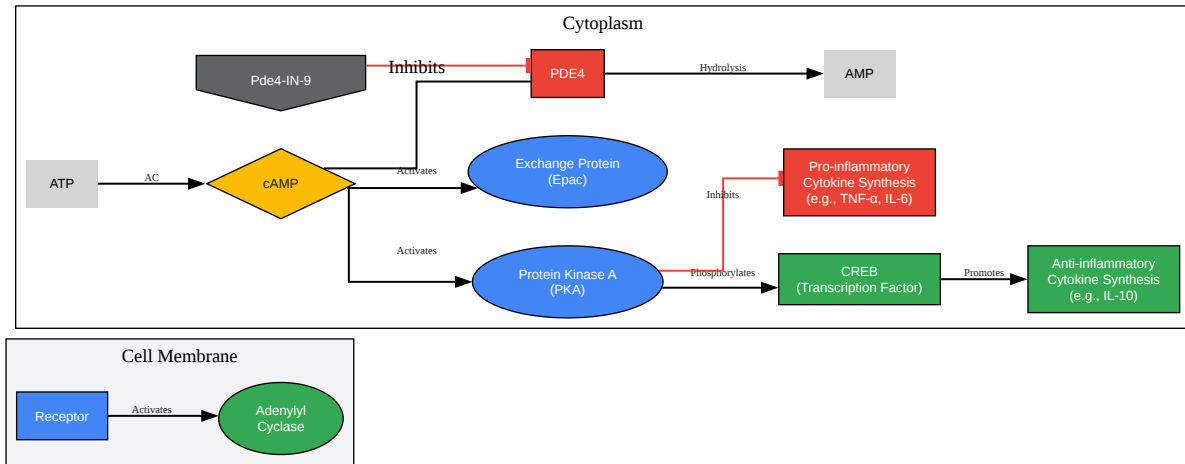 Cytoplasm
Pde4-IN-9
Inhibits
PDE4
Hydrolysis
AMP
ATP
AC
cAMP
Activates
Exchange Protein
(Epac)
Inhibits
Pro-inflammatory
Cytokine Synthesis
(e.g., TNF-α, IL-6)
Activates
Protein Kinase A
(PKA)
Phosphorylates
CREB
(Transcription Factor)
Promotes
Anti-inflammatory
Cytokine Synthesis
(e.g., IL-10)
Cell Membrane
Receptor
Activates
Adenylyl
Cyclase